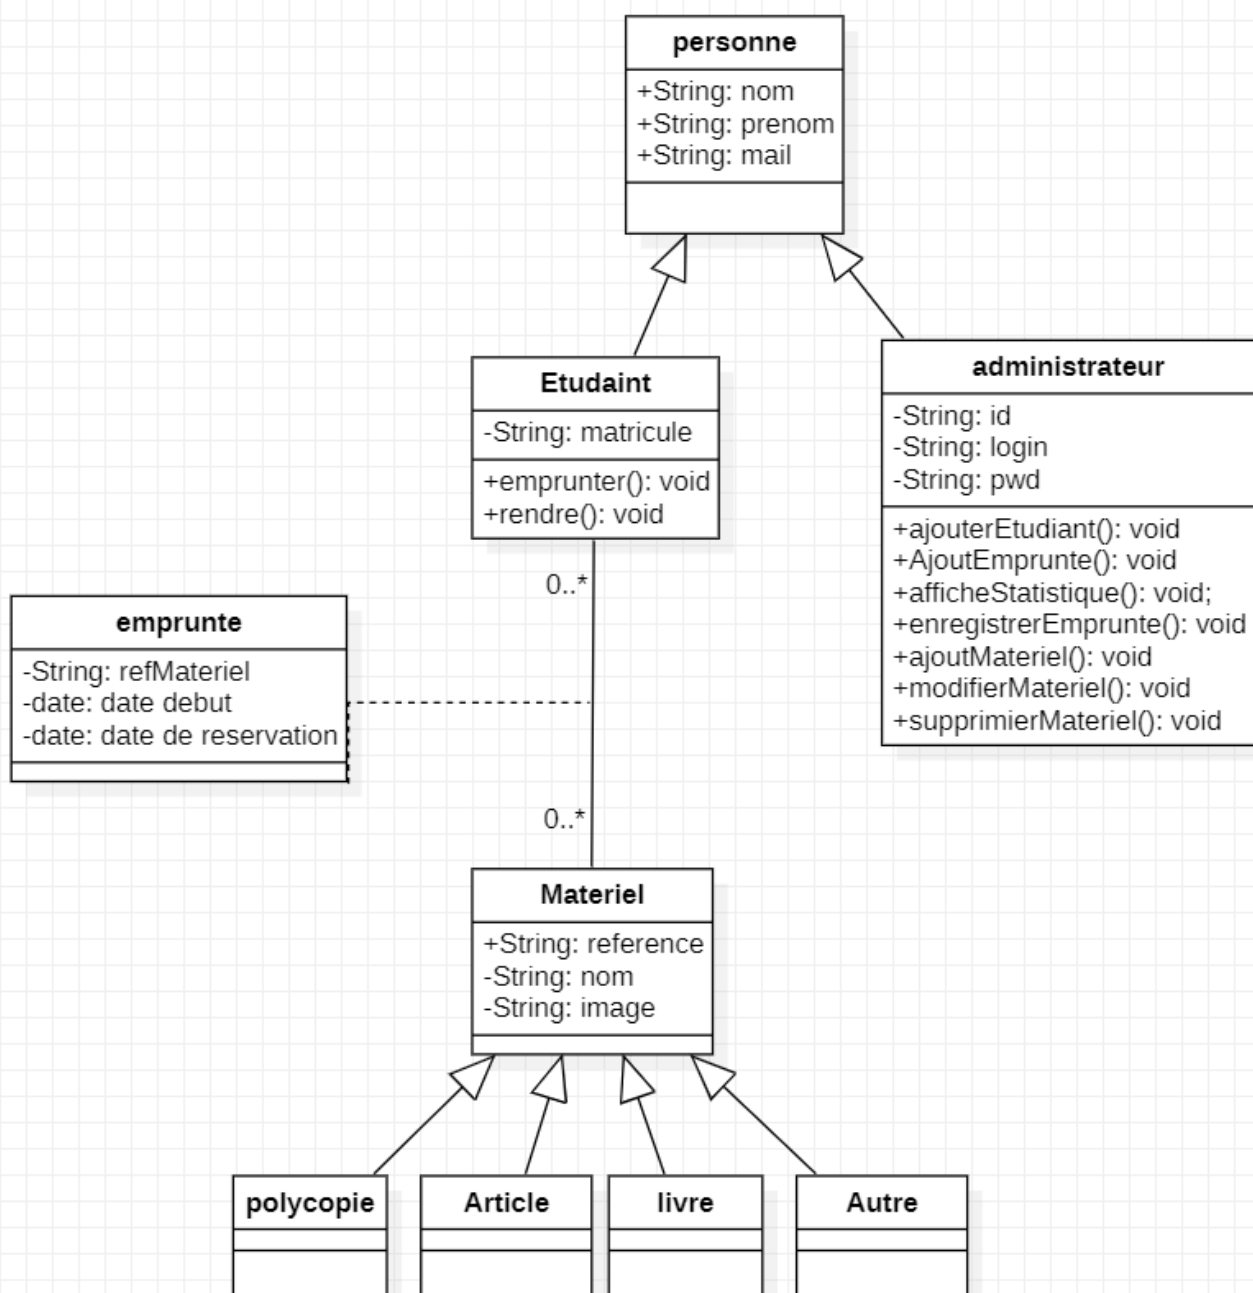 personne
+String: nom
+String: prenom
+String: mail
Etudaint
-String: matricule
+emprunter(): void
+rendre(): void
administrateur
-String: id
-String: login
-String: pwd
+ajouterEtudiant(): void
+AjoutEmprunte(): void
+afficheStatistique(): void;
+enregistrerEmprunte(): void
+ajoutMateriel(): void
+modifierMateriel(): void
+supprimierMateriel(): void
0..*
emprunte
-String: refMateriel
-date: date debut
-date: date de reservation
0..*
Materiel
+String: reference
-String: nom
-String: image
polycopie
Article
livre
Autre